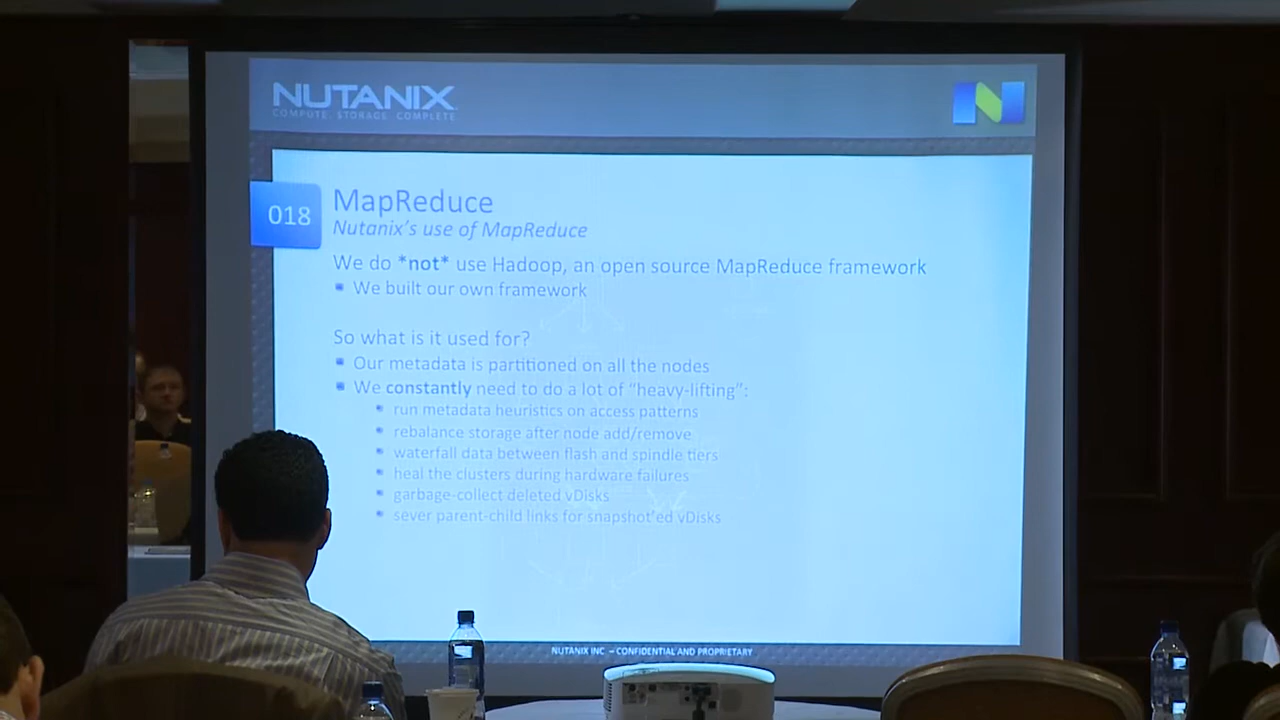 NUTANIX
COMPUTE. STORAGE. COMPLETE.
N
018
MapReduce
Nutanix's use of MapReduce
We do *not* use Hadoop, an open source MapReduce framework
We built our own framework
So what is it used for?
Our metadata is partitioned on all the nodes
We constantly need to do a lot of "heavy-lifting":
run metadata heuristics on access patterns
rebalance storage after node add/remove
waterfall data between flash and spindle tiers
heal the clusters during hardware failures
garbage-collect deleted vDisks
sever parent-child links for snapshot'ed vDisks
NUTANIX INC. – CONFIDENTIAL AND PROPRIETARY